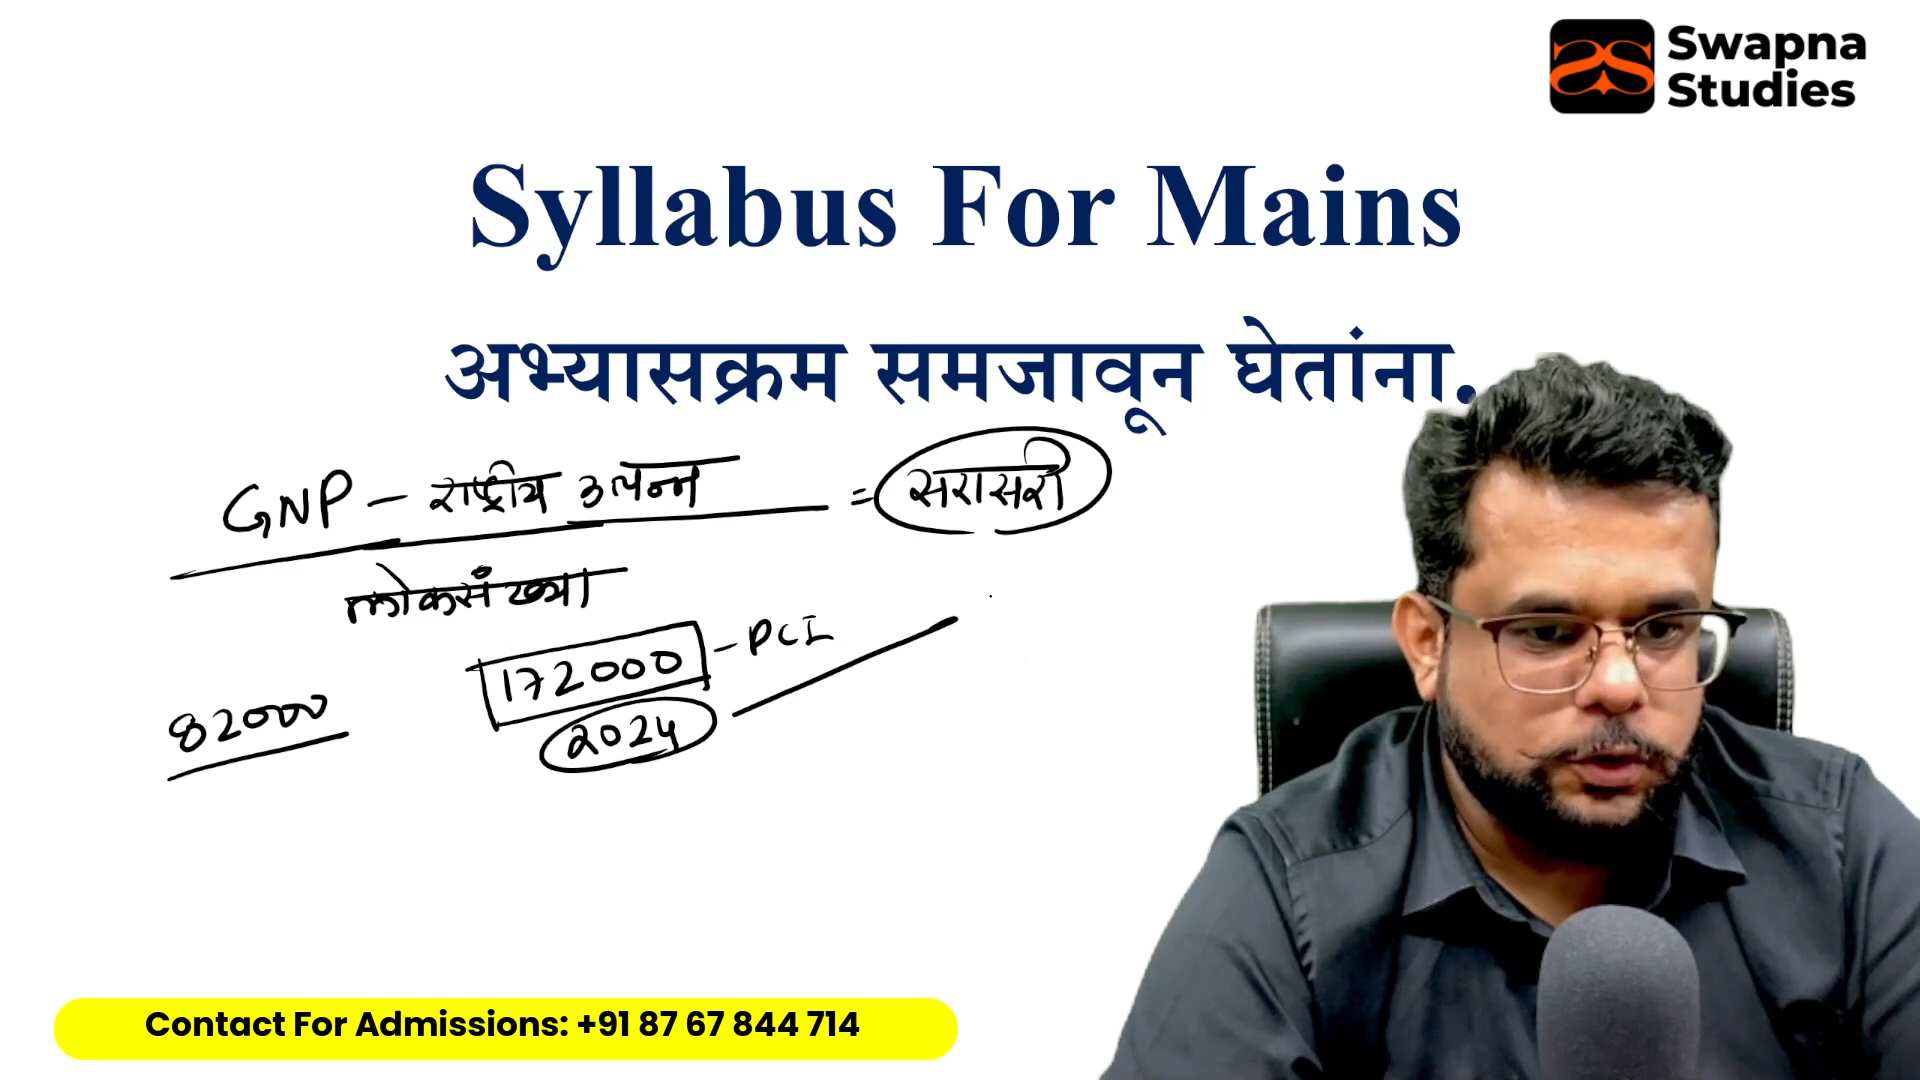 Swapna
Studies
Syllabus For Mains
अभ्यासक्रम समजावून घेतांना.
GNP – राष्ट्रीय उत्पन्न = सरासरी
लोकसंख्या
172000 – PCI
82000
2024
Contact For Admissions: +91 87 67 844 714